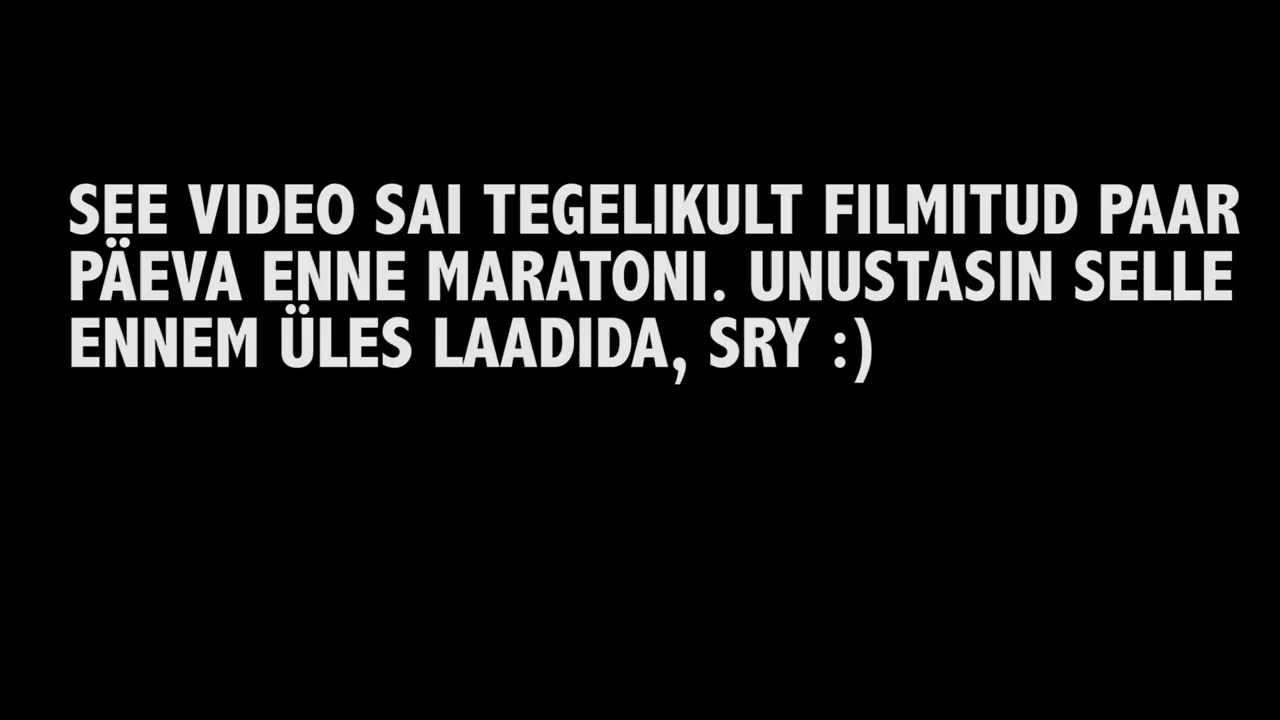 SEE VIDEO SAI TEGELIKULT FILMITUD PAAR
PÄEVA ENNE MARATONI. UNUSTASIN SELLE
ENNEM ÜLES LAADIDA, SRY :)